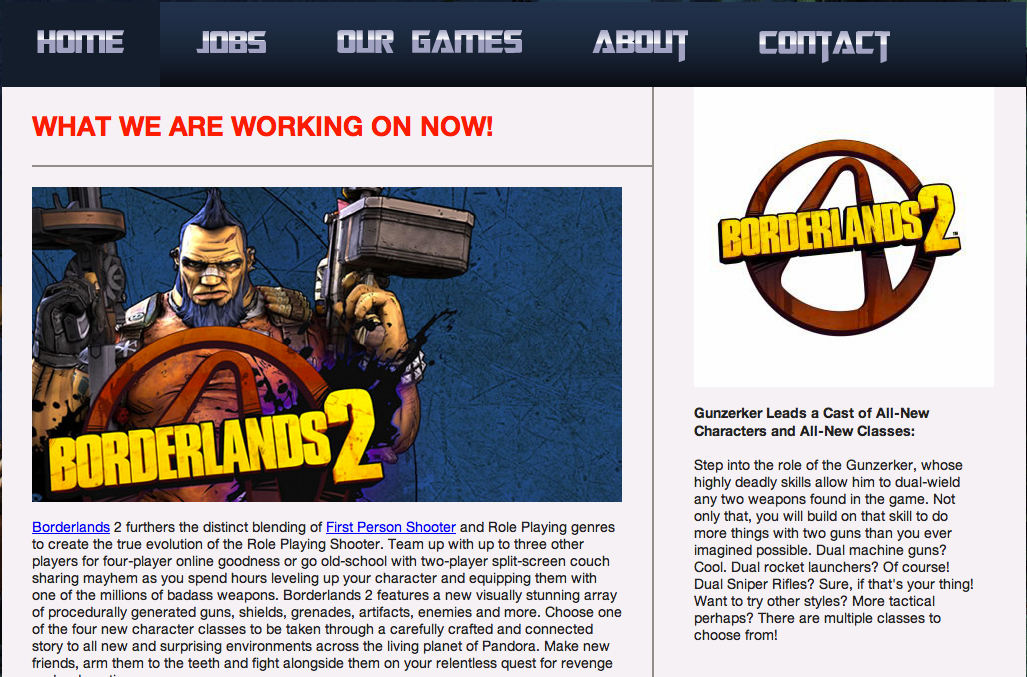 HOME JOBS OUR GAMES ABOUT CONTACT
WHAT WE ARE WORKING ON NOW!
BORDERLANDS 2
Borderlands 2 furthers the distinct blending of First Person Shooter and Role Playing genres
to create the true evolution of the Role Playing Shooter. Team up with up to three other
players for four-player online goodness or go old-school with two-player split-screen couch
sharing mayhem as you spend hours leveling up your character and equipping them with
one of the millions of badass weapons. Borderlands 2 features a new visually stunning array
of procedurally generated guns, shields, grenades, artifacts, enemies and more. Choose one
of the four new character classes to be taken through a carefully crafted and connected
story to all new and surprising environments across the living planet of Pandora. Make new
friends, arm them to the teeth and fight alongside them on your relentless quest for revenge
BORDERLANDS 2™
Gunzerker Leads a Cast of All-New
Characters and All-New Classes:
Step into the role of the Gunzerker, whose
highly deadly skills allow him to dual-wield
any two weapons found in the game. Not
only that, you will build on that skill to do
more things with two guns than you ever
imagined possible. Dual machine guns?
Cool. Dual rocket launchers? Of course!
Dual Sniper Rifles? Sure, if that's your thing!
Want to try other styles? More tactical
perhaps? There are multiple classes to
choose from!